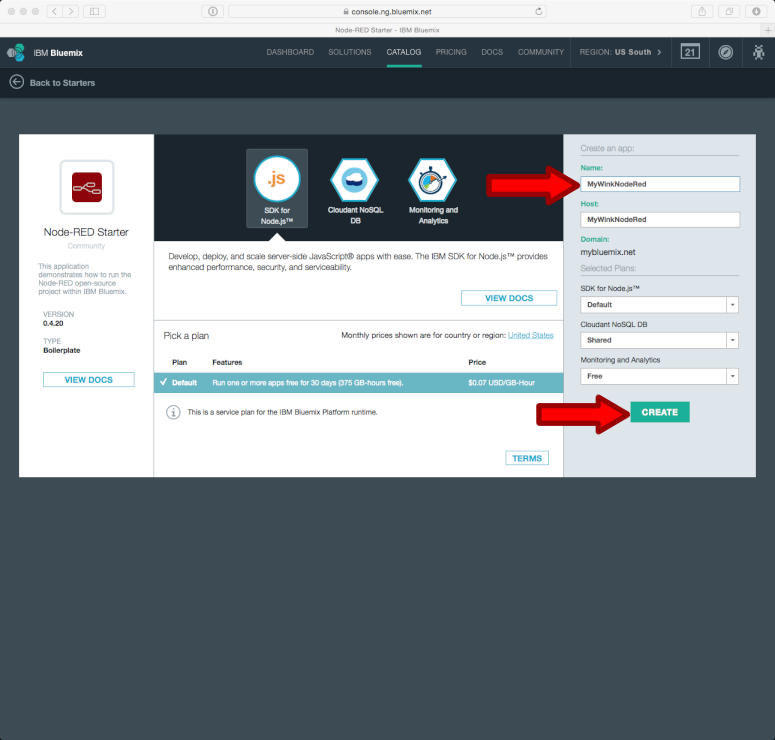 console.ng.bluemix.net
Node-RED Starter - IBM Bluemix
IBM Bluemix
DASHBOARD
SOLUTIONS
CATALOG
PRICING
DOCS
COMMUNITY
REGION: US South
21
Back to Starters
Node-RED Starter
Community
This application
demonstrates how to run the
Node-RED open-source
project within IBM Bluemix.
VERSION
0.4.20
TYPE
Boilerplate
VIEW DOCS
.js
SDK for
Node.js™
Cloudant NoSQL
DB
Monitoring and
Analytics
Develop, deploy, and scale server-side JavaScript® apps with ease. The IBM SDK for Node.js™ provides
enhanced performance, security, and serviceability.
VIEW DOCS
Pick a plan
Monthly prices shown are for country or region: United States
Plan Features Price
Default Run one or more apps free for 30 days (375 GB-hours free). $0.07 USD/GB-Hour
This is a service plan for the IBM Bluemix Platform runtime.
TERMS
Create an app:
Name:
MyWinkNodeRed
Host:
MyWinkNodeRed
Domain:
mybluemix.net
Selected Plans:
SDK for Node.js™
Default
Cloudant NoSQL DB
Shared
Monitoring and Analytics
Free
CREATE